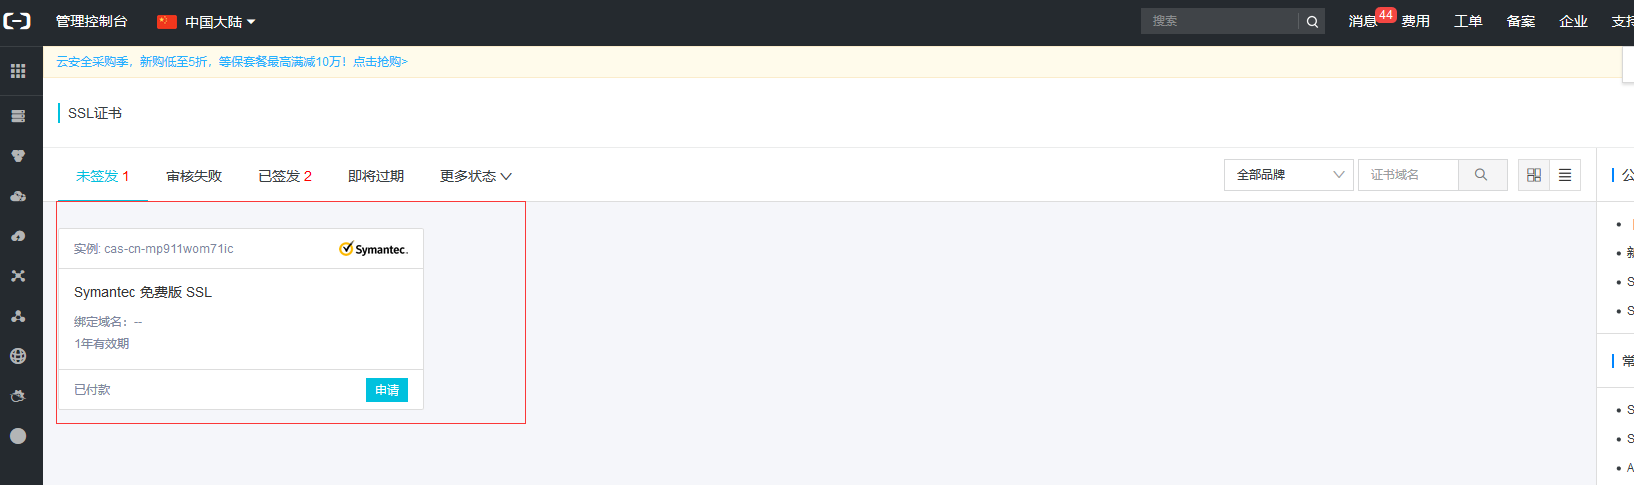 管理控制台 中国大陆 搜索 消息 44 费用 工单 备案 企业 支持
云安全采购季，新购低至5折，等保套餐最高满减10万！点击抢购>
SSL证书
未签发 1 审核失败 已签发 2 即将过期 更多状态 全部品牌 证书域名
公
实例: cas-cn-mp911wom71ic Symantec.
Symantec 免费版 SSL
绑定域名：--
1年有效期
已付款 申请
新
S
S
常
S
S
A